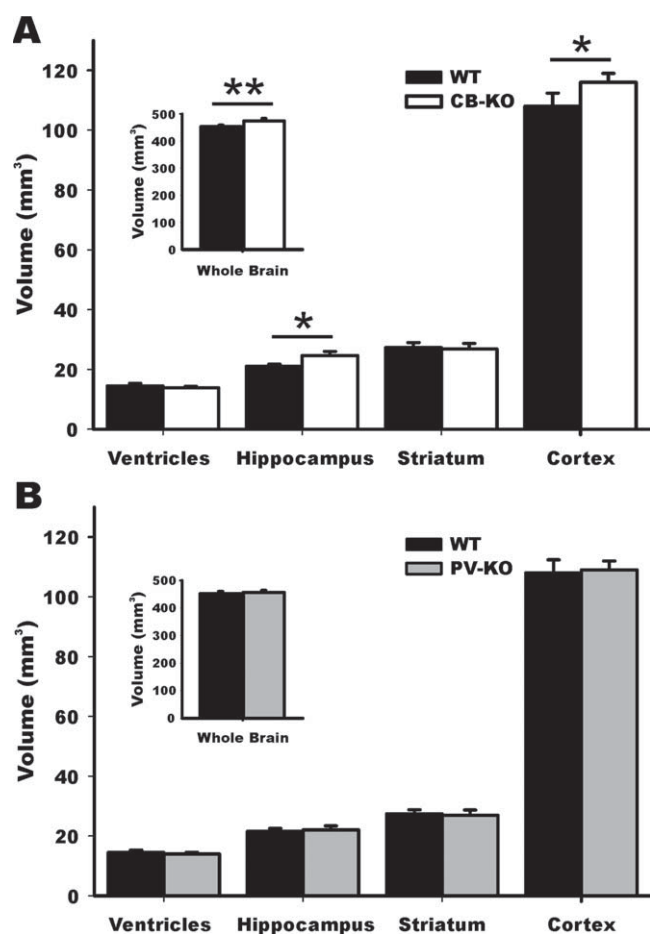 A
**
*
*
WT
CB-KO
Volume (mm³)
120
100
80
60
40
20
0
Volume (mm³)
500
400
300
200
100
0
Whole Brain
Ventricles Hippocampus Striatum Cortex
B
WT
PV-KO
Volume (mm³)
120
100
80
60
40
20
0
Volume (mm³)
500
400
300
200
100
0
Whole Brain
Ventricles Hippocampus Striatum Cortex